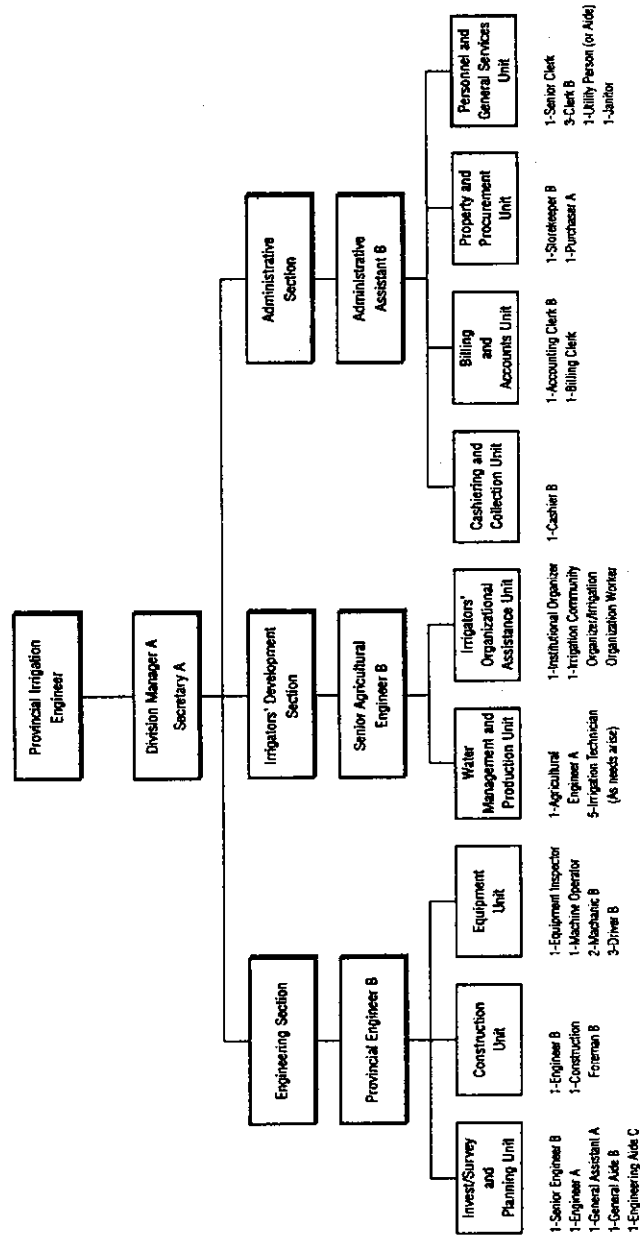 Provincial Irrigation
Engineer
Division Manager A
Secretary A
Engineering Section
Irrigators' Development
Section
Administrative
Section
Provincial Engineer B
Senior Agricultural
Engineer B
Administrative
Assistant B
Invest/Survey
and
Planning Unit
Construction
Unit
Equipment
Unit
Water
Management and
Production Unit
Irrigators'
Organizational
Assistance Unit
Cashiering and
Collection Unit
Billing
and
Accounts Unit
Property and
Procurement
Unit
Personnel and
General Services
Unit
1-Senior Engineer B
1-Engineer A
1-General Assistant A
1-General Aide B
1-Engineering Aide C
1-Engineer B
1-Construction
Foreman B
1-Equipment Inspector
1-Machine Operator
2-Machanic B
3-Driver B
1-Agricultural
Engineer A
5-Irrigation Technician
(As needs arise)
1-Institutional Organizer
1-Irrigation Community
Organizer/Irrigation
Organization Worker
1-Cashier B
1-Accounting Clerk B
1-Billing Clerk
1-Storekeeper B
1-Purchaser A
1-Senior Clerk
3-Clerk B
1-Utility Person (or Aide)
1-Janitor